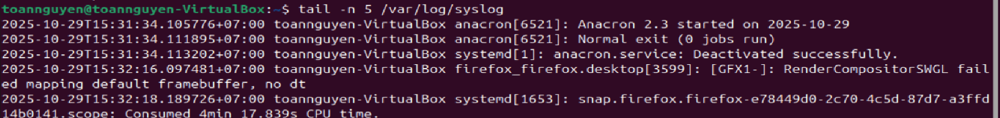 toannguyen@toannguyen-VirtualBox:~$ tail -n 5 /var/log/syslog
2025-10-29T15:31:34.105776+07:00 toannguyen-VirtualBox anacron[6521]: Anacron 2.3 started on 2025-10-29
2025-10-29T15:31:34.111895+07:00 toannguyen-VirtualBox anacron[6521]: Normal exit (0 jobs run)
2025-10-29T15:31:34.113202+07:00 toannguyen-VirtualBox systemd[1]: anacron.service: Deactivated successfully.
2025-10-29T15:32:16.097481+07:00 toannguyen-VirtualBox firefox_firefox.desktop[3599]: [GFX1-]: RenderCompositorSWGL fail
ed mapping default framebuffer, no dt
2025-10-29T15:32:18.189726+07:00 toannguyen-VirtualBox systemd[1653]: snap.firefox.firefox-e78449d0-2c70-4c5d-87d7-a3ffd
14b0141.scope: Consumed 4min 17.839s CPU time.